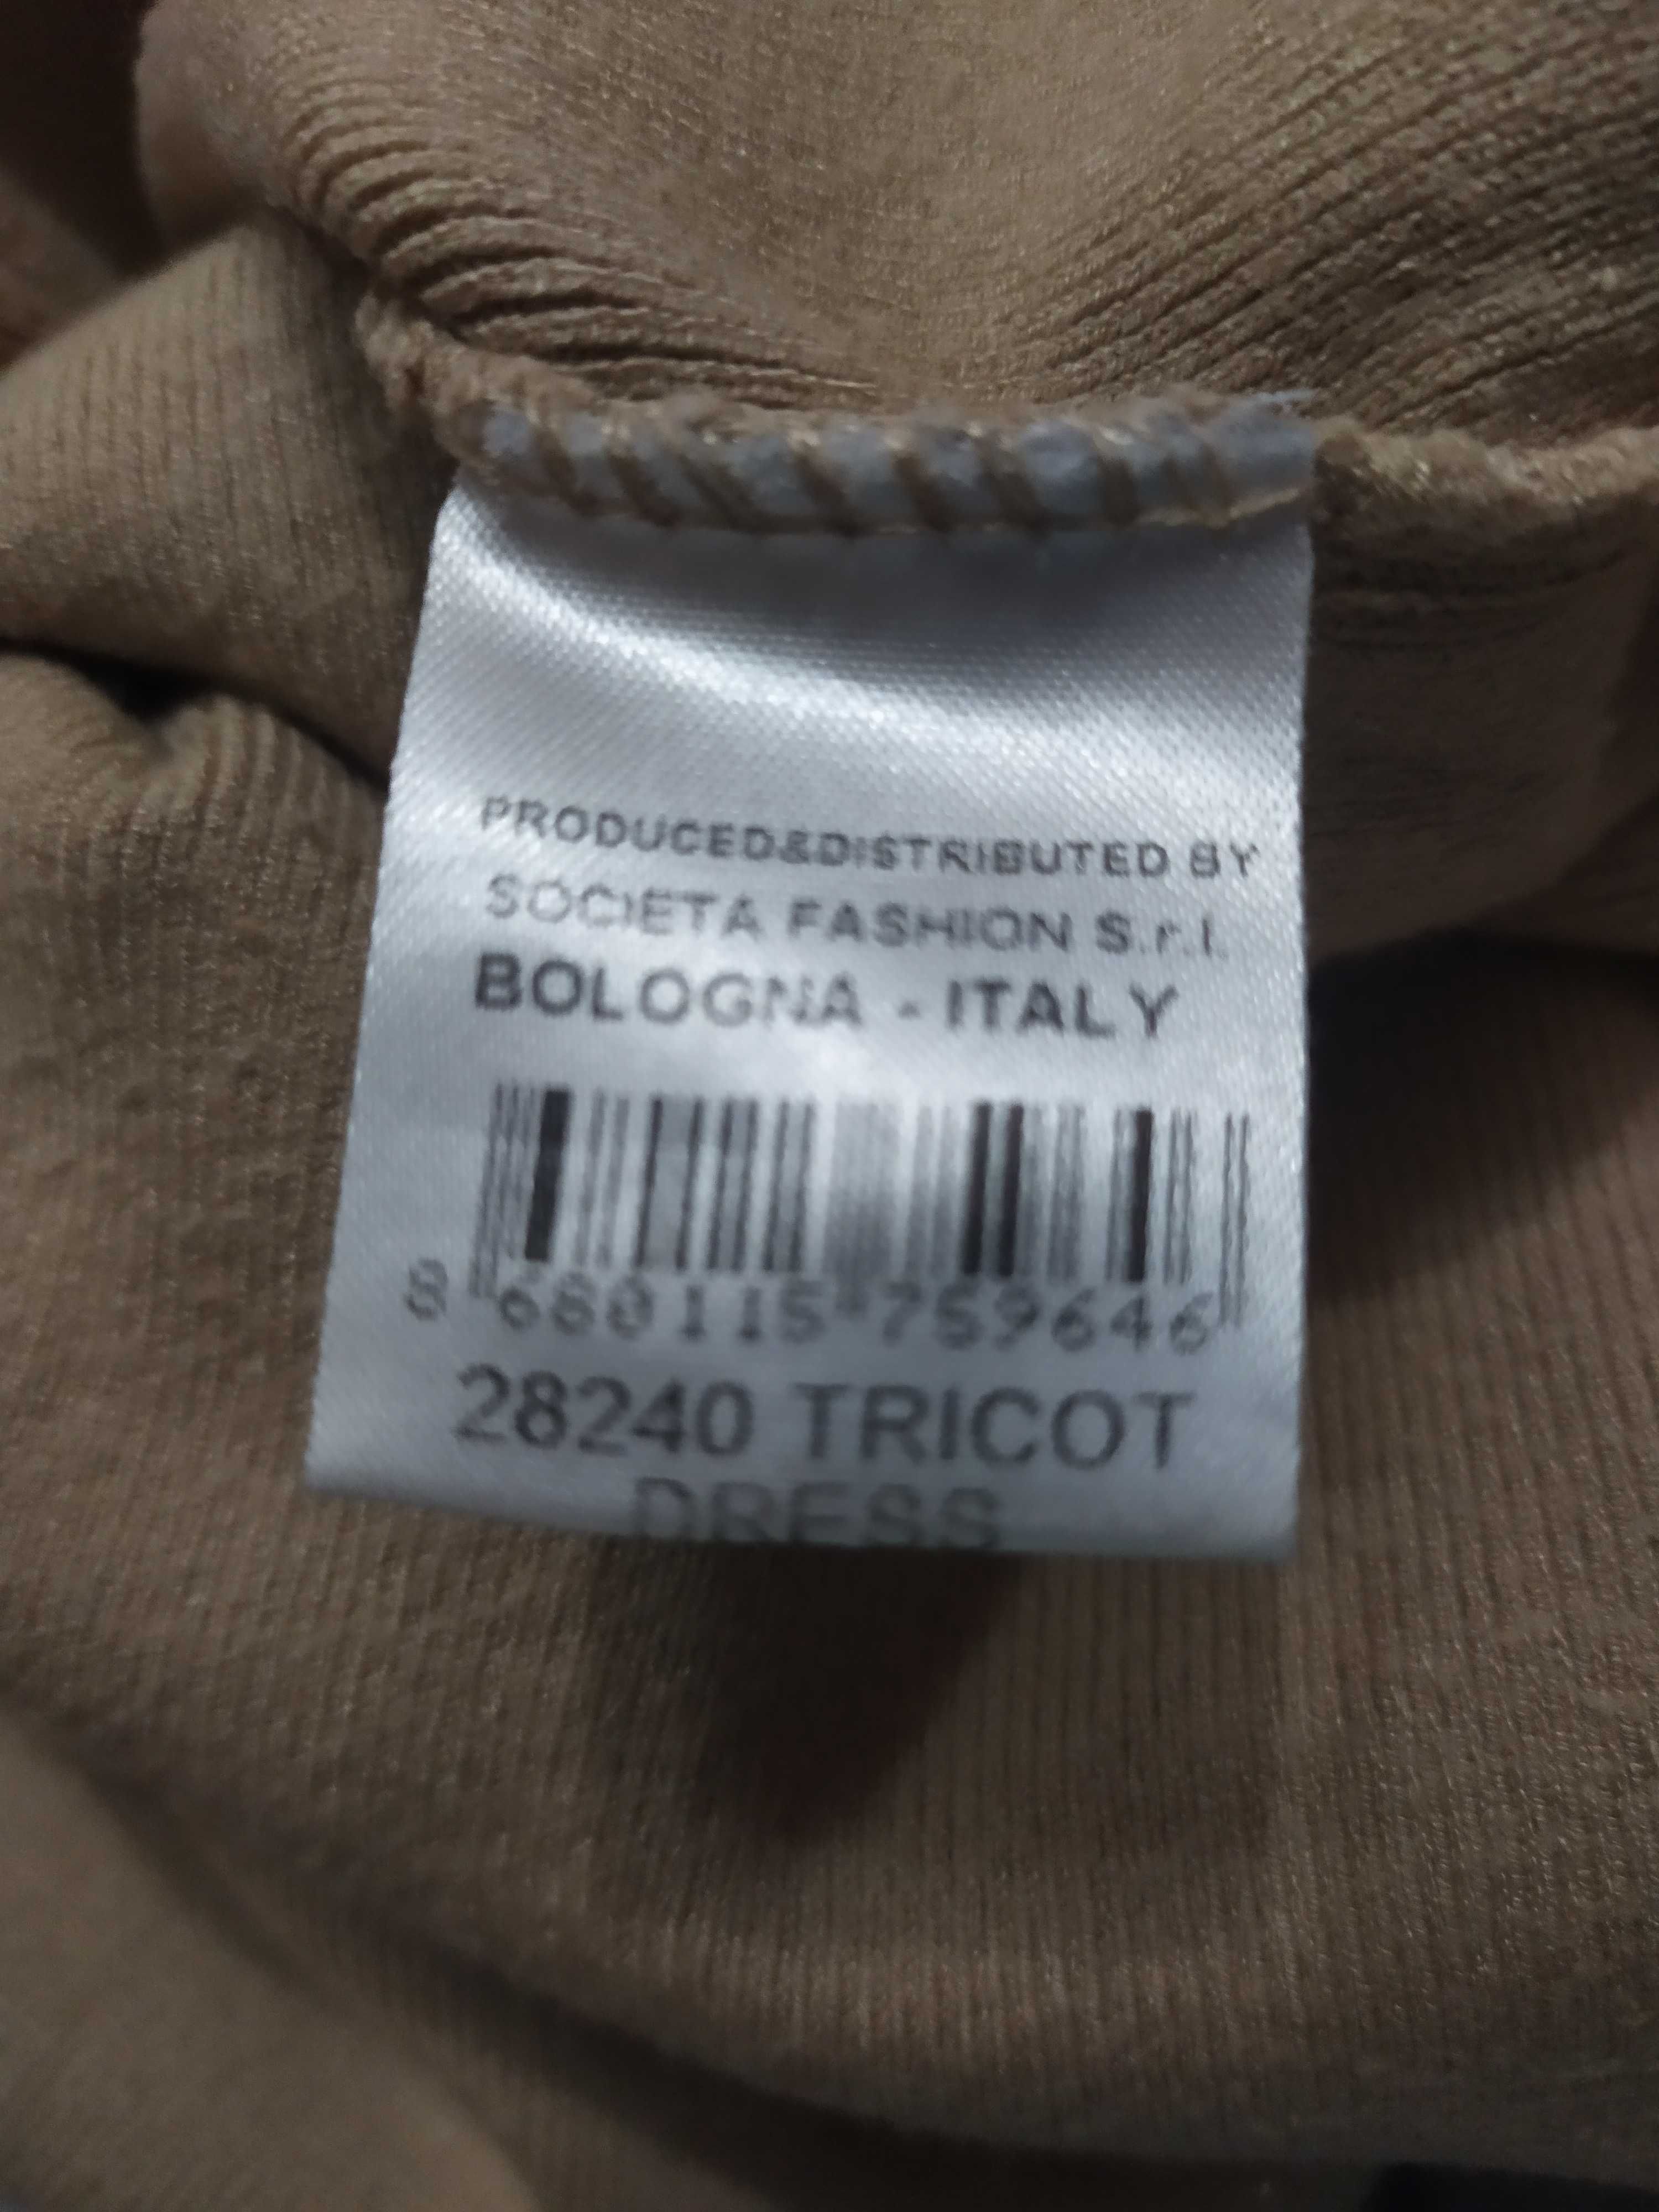 PRODUCED&DISTRIBUTED BY
SOCIETA FASHION S.r.l.
BOLOGNA - ITALY
8 680115 759646
28240 TRICOT
DRESS